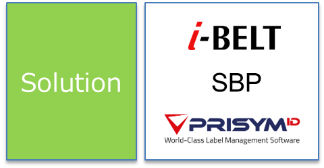 Solution
i-BELT
SBP
PRISYM ID
World-Class Label Management Software